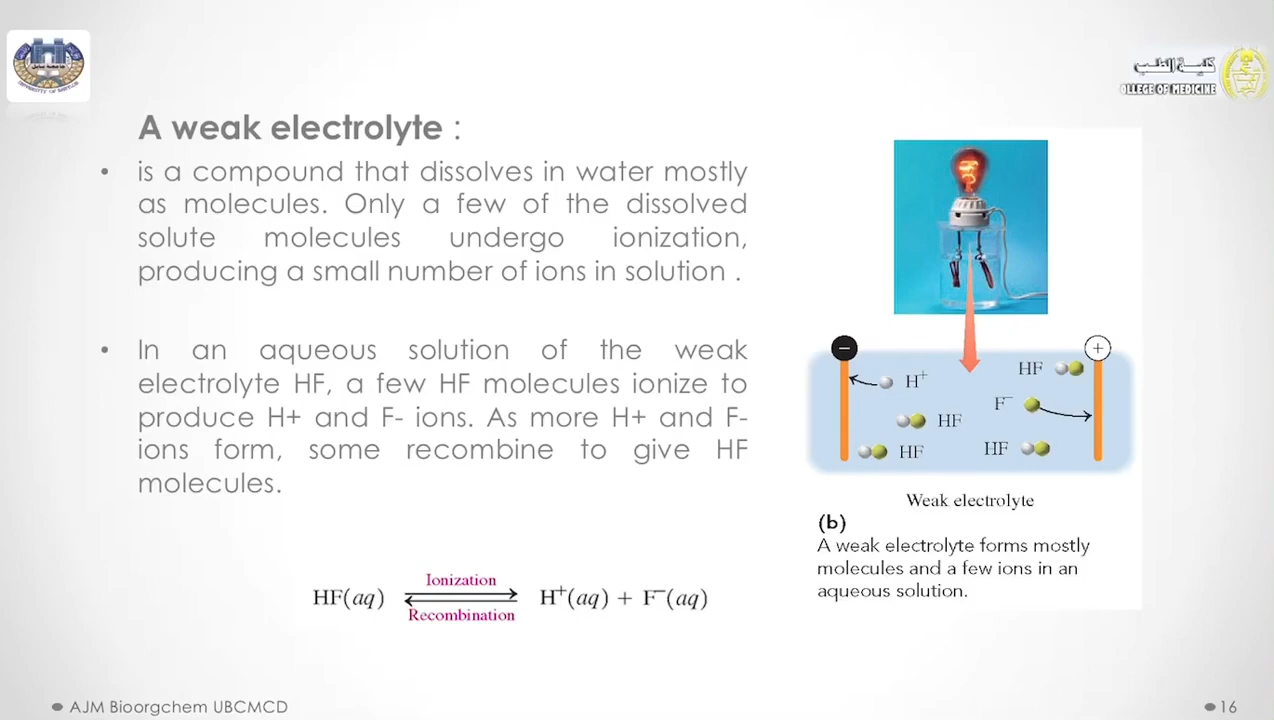 كلية الطب
OLLEGE OF MEDICINE
A weak electrolyte :
• is a compound that dissolves in water mostly
as molecules. Only a few of the dissolved
solute molecules undergo ionization,
producing a small number of ions in solution .
• In an aqueous solution of the weak
electrolyte HF, a few HF molecules ionize to
produce H+ and F- ions. As more H+ and F-
ions form, some recombine to give HF
molecules.
Ionization
HF(aq) ⇌ H⁺(aq) + F⁻(aq)
Recombination
− +
H⁺ HF
F⁻
HF
HF HF
Weak electrolyte
(b)
A weak electrolyte forms mostly
molecules and a few ions in an
aqueous solution.
AJM Bioorgchem UBCMCD
16